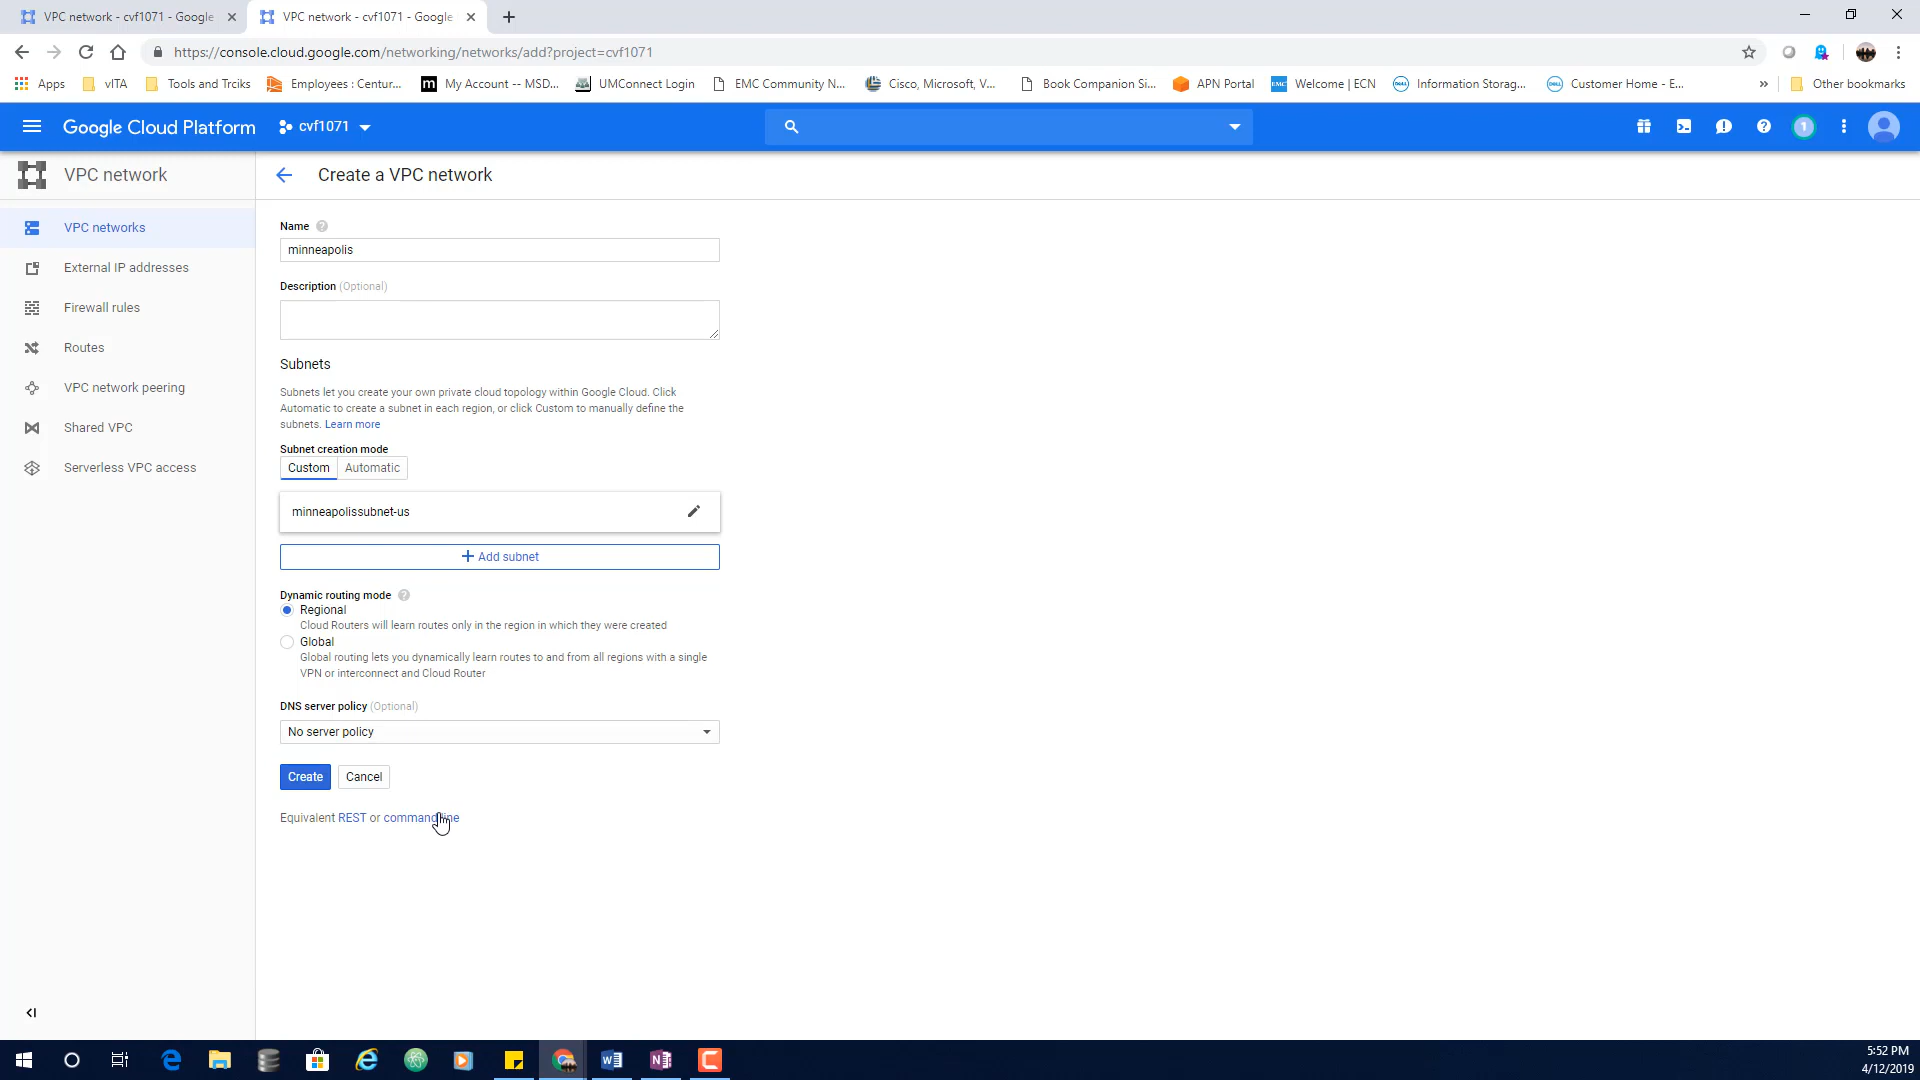 VPC network - cvf1071 - Google
VPC network - cvf1071 - Google
https://console.cloud.google.com/networking/networks/add?project=cvf1071
Apps
vITA
Tools and Trciks
Employees : Centur...
My Account -- MSD...
UMConnect Login
EMC Community N...
Cisco, Microsoft, V...
Book Companion Si...
APN Portal
Welcome | ECN
Information Storag...
Customer Home - E...
»
Other bookmarks
Google Cloud Platform
cvf1071
1
VPC network
Create a VPC network
VPC networks
External IP addresses
Firewall rules
Routes
VPC network peering
Shared VPC
Serverless VPC access
Name
minneapolis
Description (Optional)
Subnets
Subnets let you create your own private cloud topology within Google Cloud. Click
Automatic to create a subnet in each region, or click Custom to manually define the
subnets. Learn more
Subnet creation mode
Custom
Automatic
minneapolissubnet-us
+ Add subnet
Dynamic routing mode
Regional
Cloud Routers will learn routes only in the region in which they were created
Global
Global routing lets you dynamically learn routes to and from all regions with a single
VPN or interconnect and Cloud Router
DNS server policy (Optional)
No server policy
Create
Cancel
Equivalent REST or command line
5:52 PM
4/12/2019